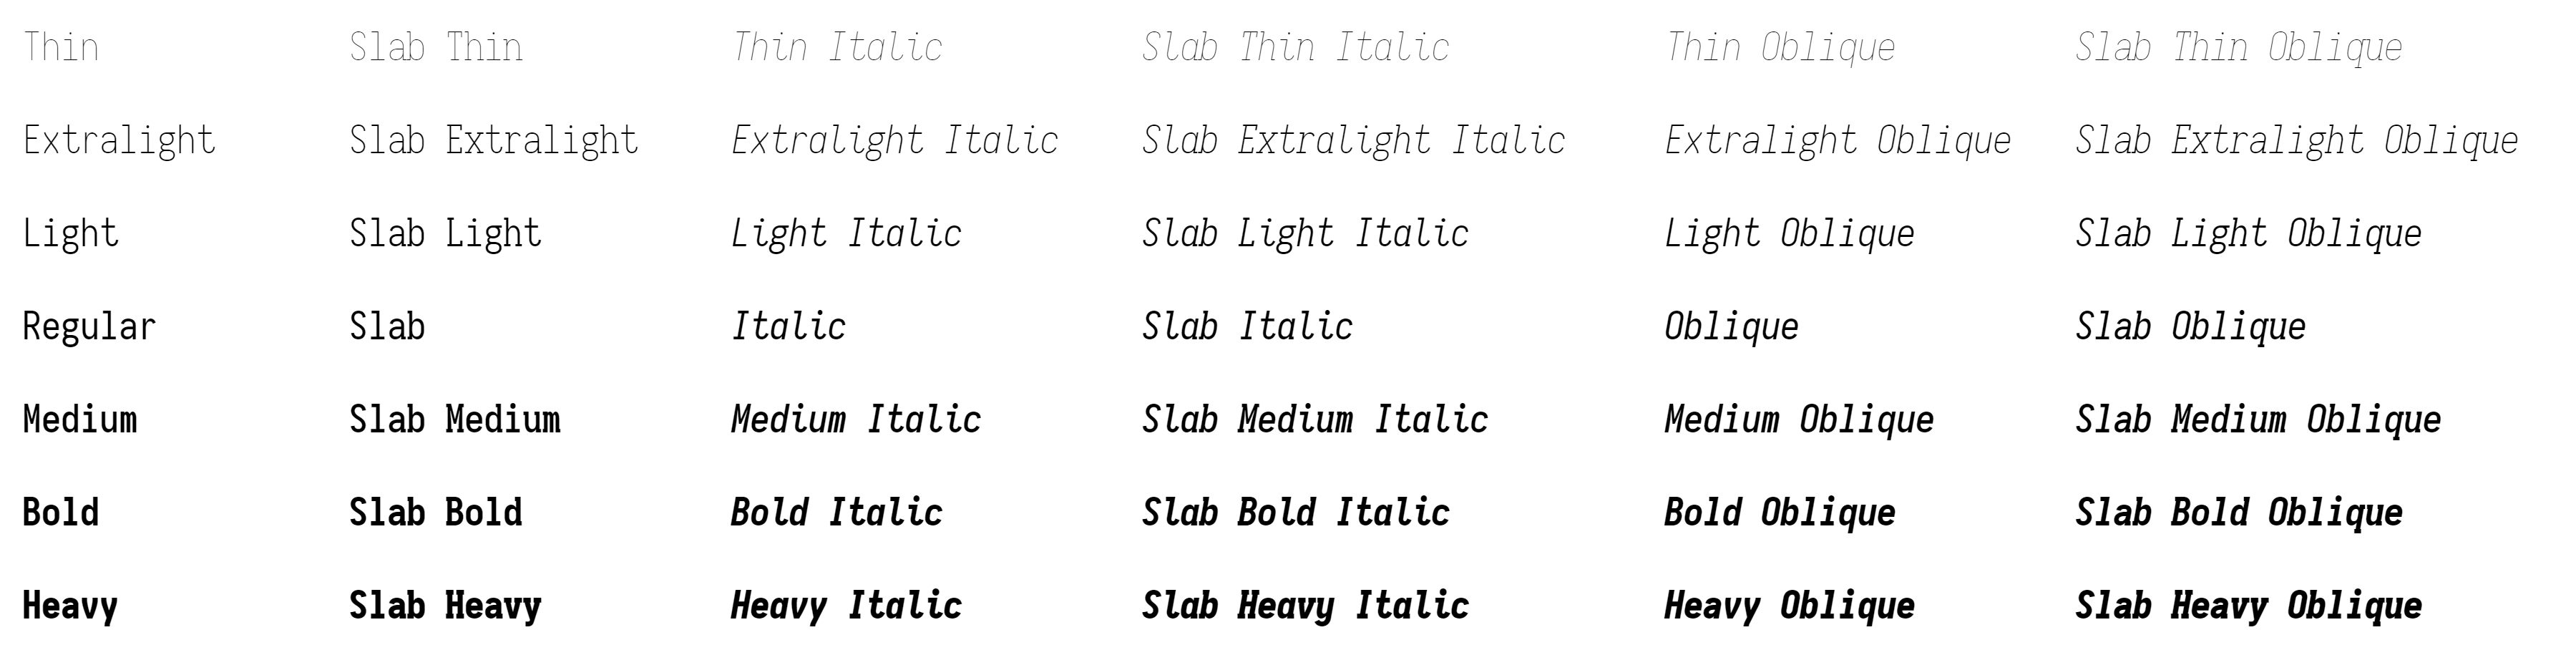 Thin Slab Thin Thin Italic Slab Thin Italic Thin Oblique Slab Thin Oblique
Extralight Slab Extralight Extralight Italic Slab Extralight Italic Extralight Oblique Slab Extralight Oblique
Light Slab Light Light Italic Slab Light Italic Light Oblique Slab Light Oblique
Regular Slab Italic Slab Italic Oblique Slab Oblique
Medium Slab Medium Medium Italic Slab Medium Italic Medium Oblique Slab Medium Oblique
Bold Slab Bold Bold Italic Slab Bold Italic Bold Oblique Slab Bold Oblique
Heavy Slab Heavy Heavy Italic Slab Heavy Italic Heavy Oblique Slab Heavy Oblique